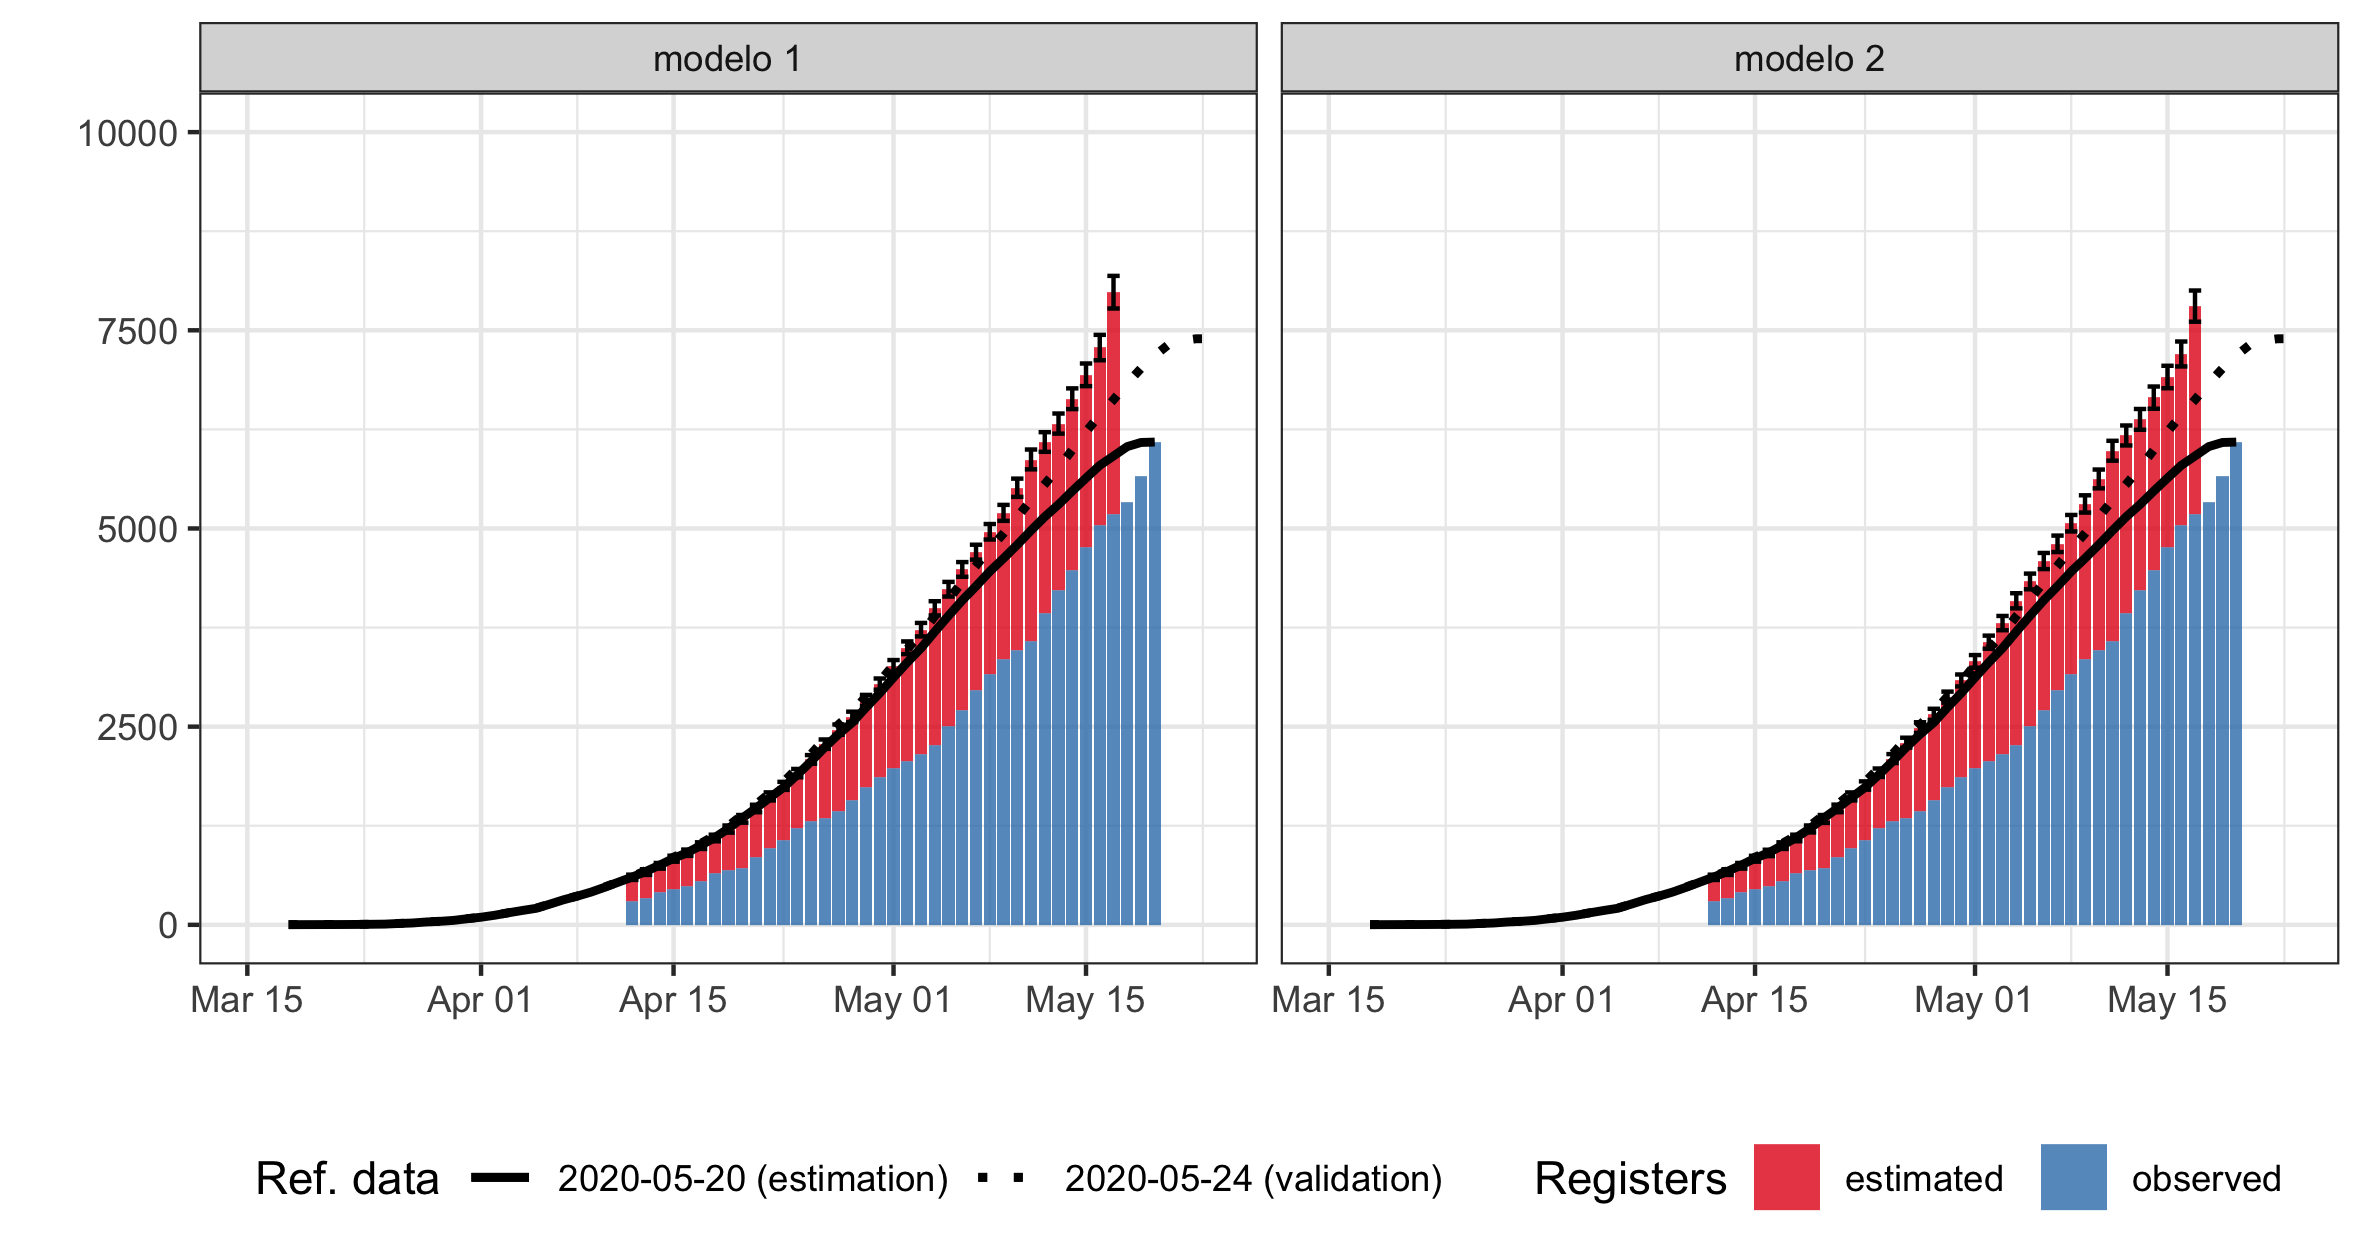 modelo 1
modelo 2
10000
7500
5000
2500
0
Mar 15 Apr 01 Apr 15 May 01 May 15
Mar 15 Apr 01 Apr 15 May 01 May 15
Ref. data 2020-05-20 (estimation) 2020-05-24 (validation) Registers estimated observed